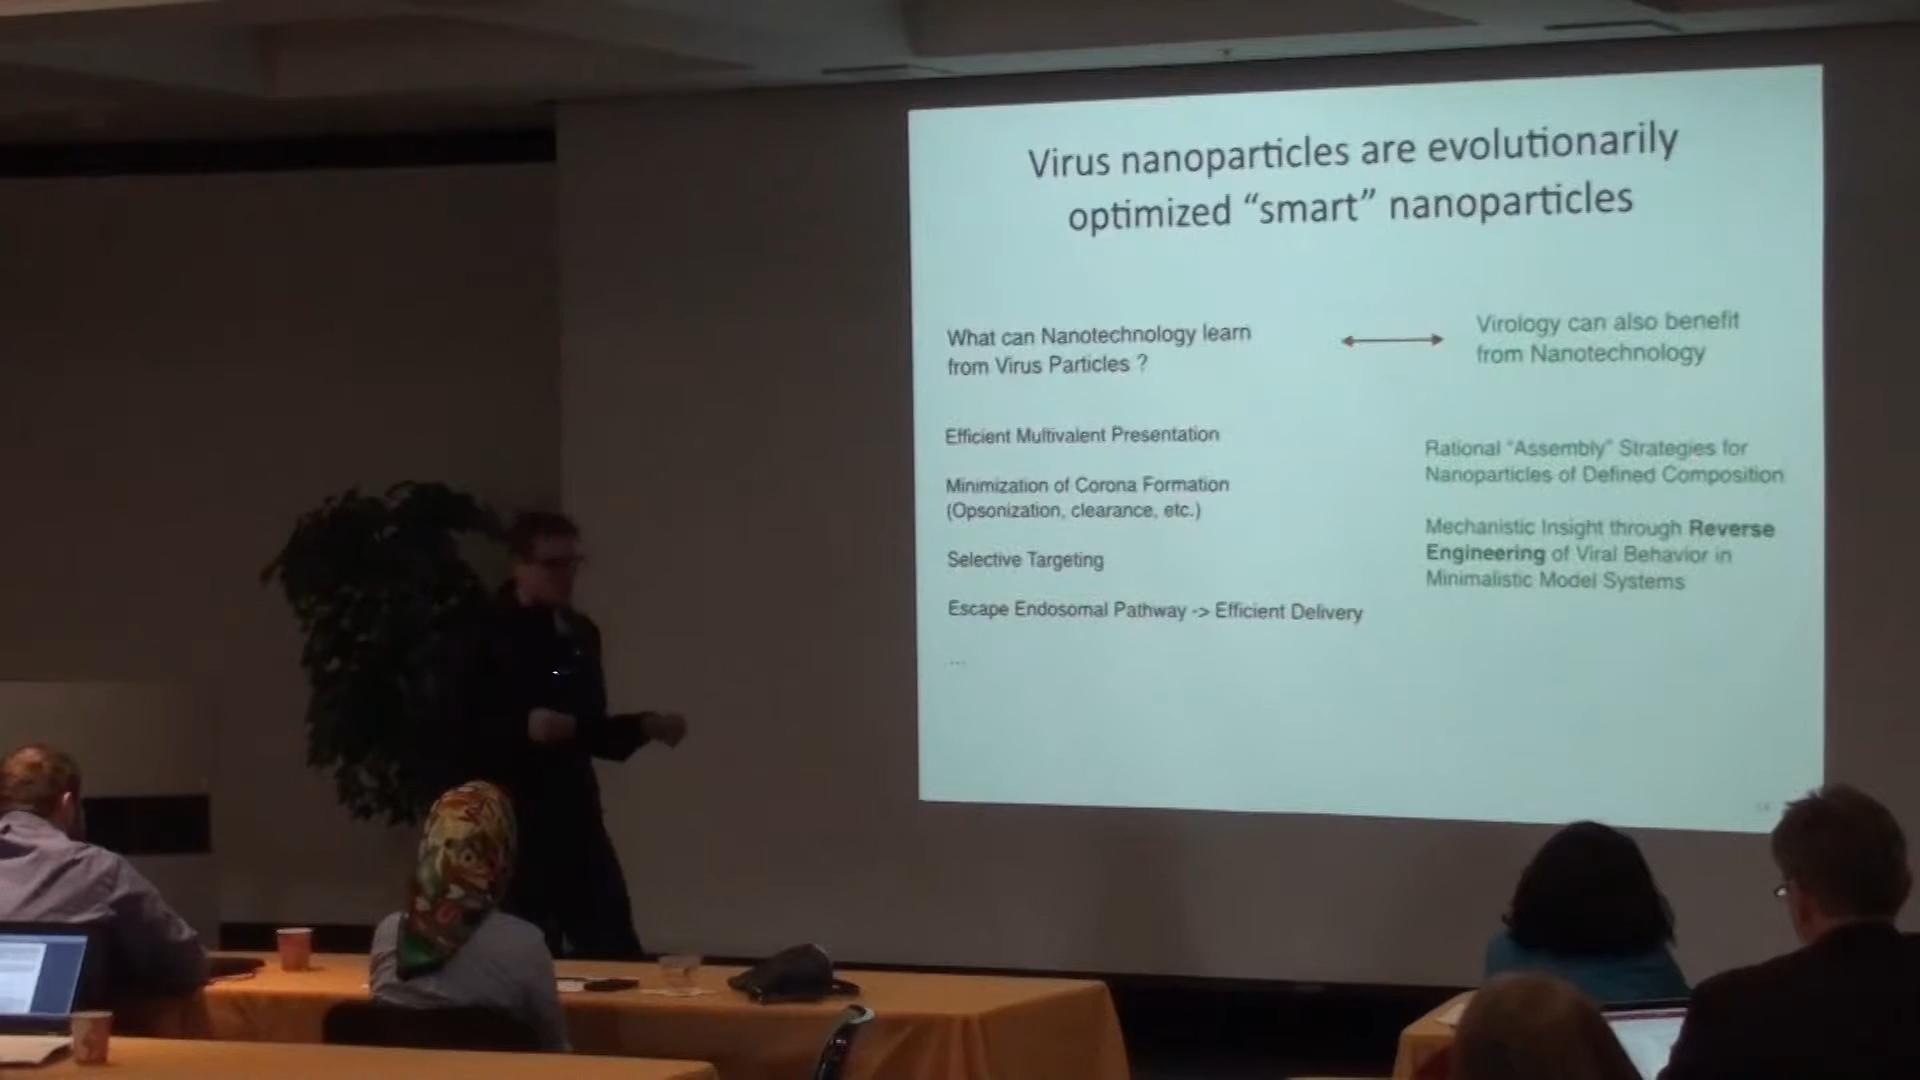 Virus nanoparticles are evolutionarily
optimized “smart” nanoparticles
What can Nanotechnology learn
from Virus Particles ?
Virology can also benefit
from Nanotechnology
Efficient Multivalent Presentation
Minimization of Corona Formation
(Opsonization, clearance, etc.)
Selective Targeting
Escape Endosomal Pathway -> Efficient Delivery
...
Rational “Assembly” Strategies for
Nanoparticles of Defined Composition
Mechanistic Insight through Reverse
Engineering of Viral Behavior in
Minimalistic Model Systems